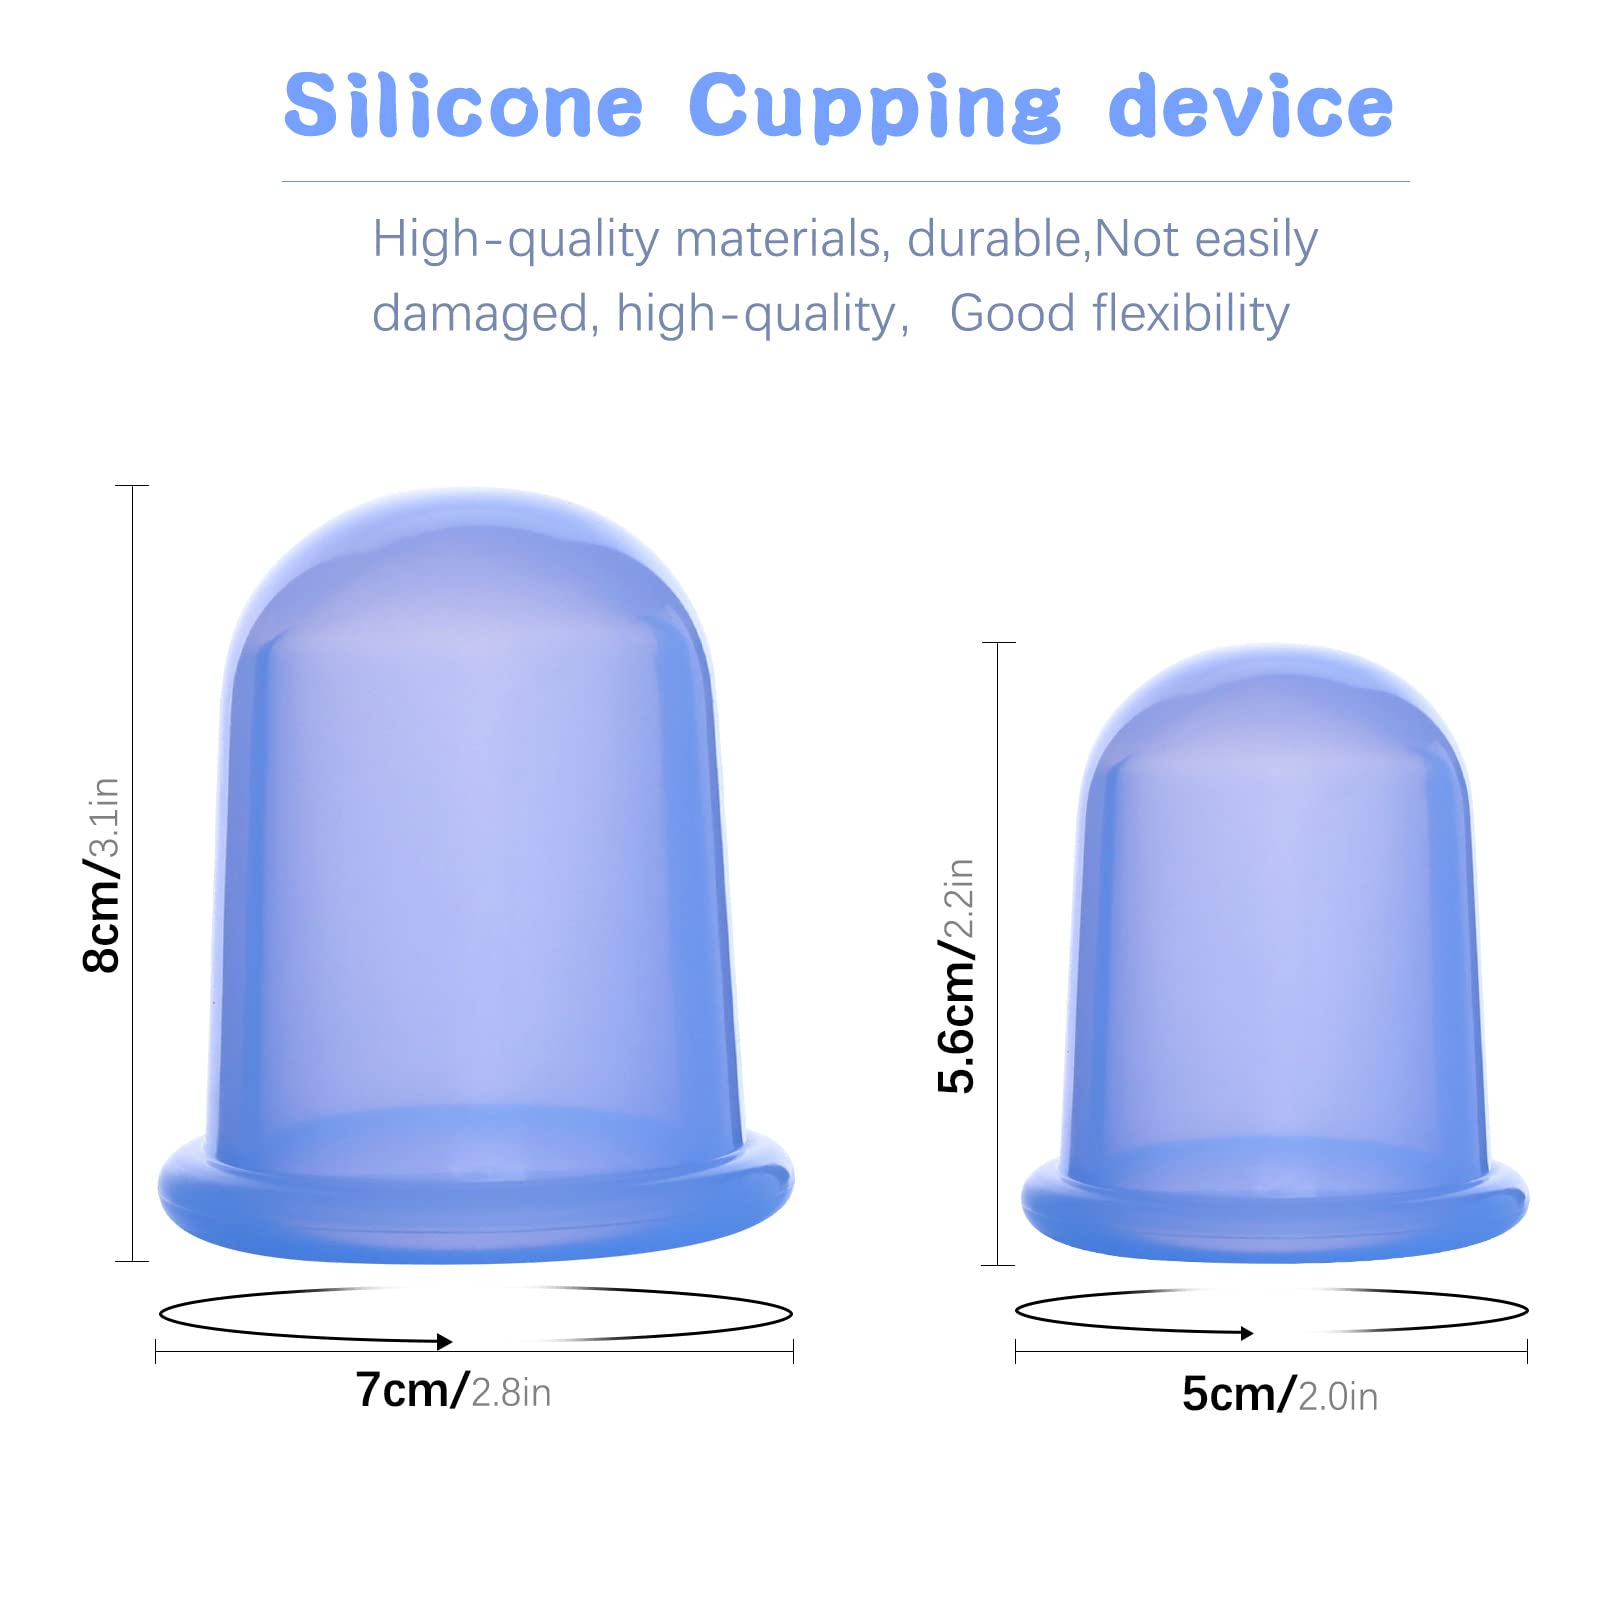 Silicone Cupping device
High-quality materials, durable,Not easily
damaged, high-quality，Good flexibility
8cm/3.1in
5.6cm/2.2in
7cm/2.8in
5cm/2.0in